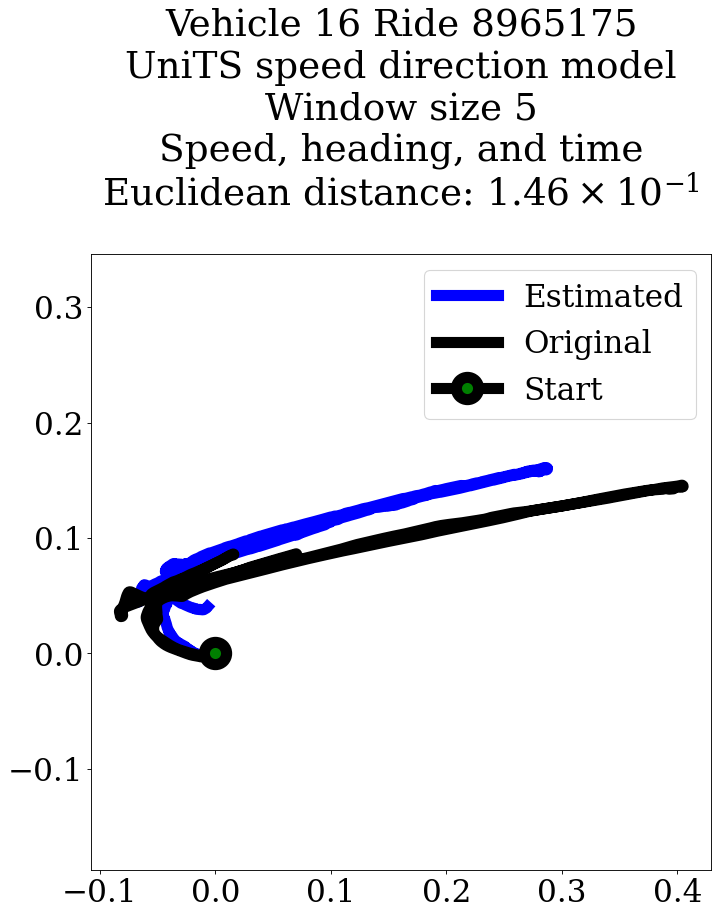 Vehicle 16 Ride 8965175
UniTS speed direction model
Window size 5
Speed, heading, and time
Euclidean distance: $1.46 \times 10^{-1}$
Estimated
Original
Start
0.3
0.2
0.1
0.0
−0.1
−0.1 0.0 0.1 0.2 0.3 0.4